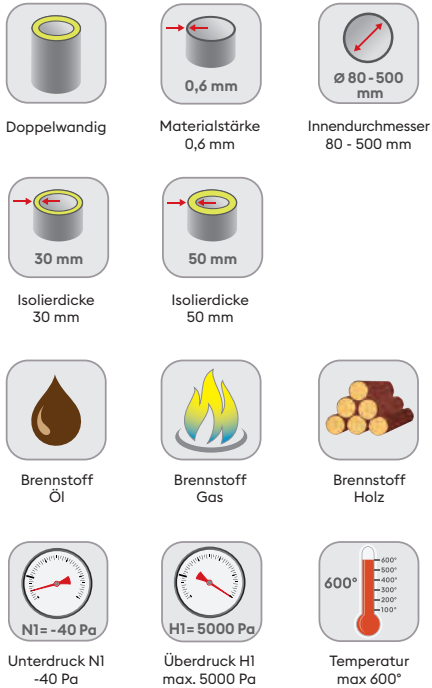 0,6 mm
Ø 80-500
mm
Doppelwandig
Materialstärke
0,6 mm
Innendurchmesser
80 - 500 mm
30 mm
50 mm
Isolierdicke
30 mm
Isolierdicke
50 mm
Brennstoff
Öl
Brennstoff
Gas
Brennstoff
Holz
N1= -40 Pa
H1= 5000 Pa
600°
600°
500°
400°
300°
200°
100°
Unterdruck N1
-40 Pa
Überdruck H1
max. 5000 Pa
Temperatur
max 600°